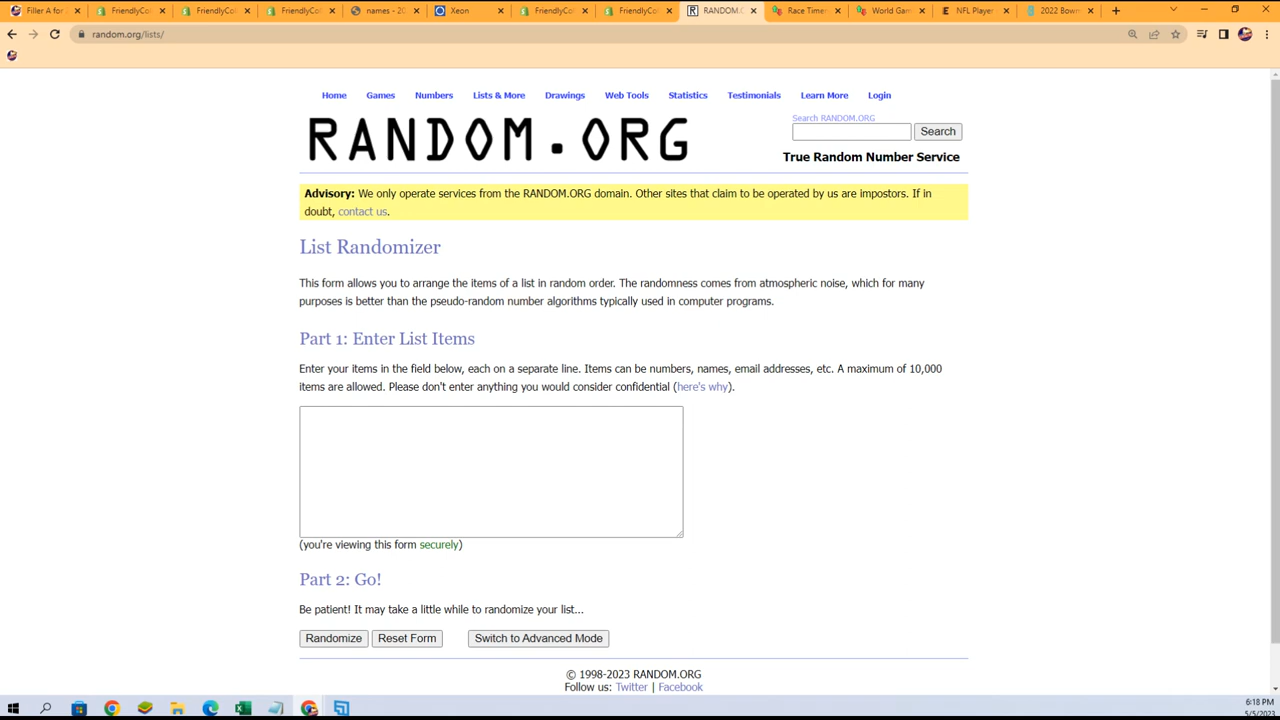 Filler A for a
FriendlyCo
FriendlyCo
FriendlyCo
names - 20
Xeon
FriendlyCo
FriendlyCo
RANDOM.O
Race Timer
World Gam
NFL Player
2022 Bown
random.org/lists/
Home Games Numbers Lists & More Drawings Web Tools Statistics Testimonials Learn More Login
RANDOM.ORG
Search RANDOM.ORG
Search
True Random Number Service
Advisory: We only operate services from the RANDOM.ORG domain. Other sites that claim to be operated by us are impostors. If in
doubt, contact us.
List Randomizer
This form allows you to arrange the items of a list in random order. The randomness comes from atmospheric noise, which for many
purposes is better than the pseudo-random number algorithms typically used in computer programs.
Part 1: Enter List Items
Enter your items in the field below, each on a separate line. Items can be numbers, names, email addresses, etc. A maximum of 10,000
items are allowed. Please don't enter anything you would consider confidential (here's why).
(you're viewing this form securely)
Part 2: Go!
Be patient! It may take a little while to randomize your list...
Randomize Reset Form Switch to Advanced Mode
© 1998-2023 RANDOM.ORG
Follow us: Twitter | Facebook
6:18 PM
5/5/2023